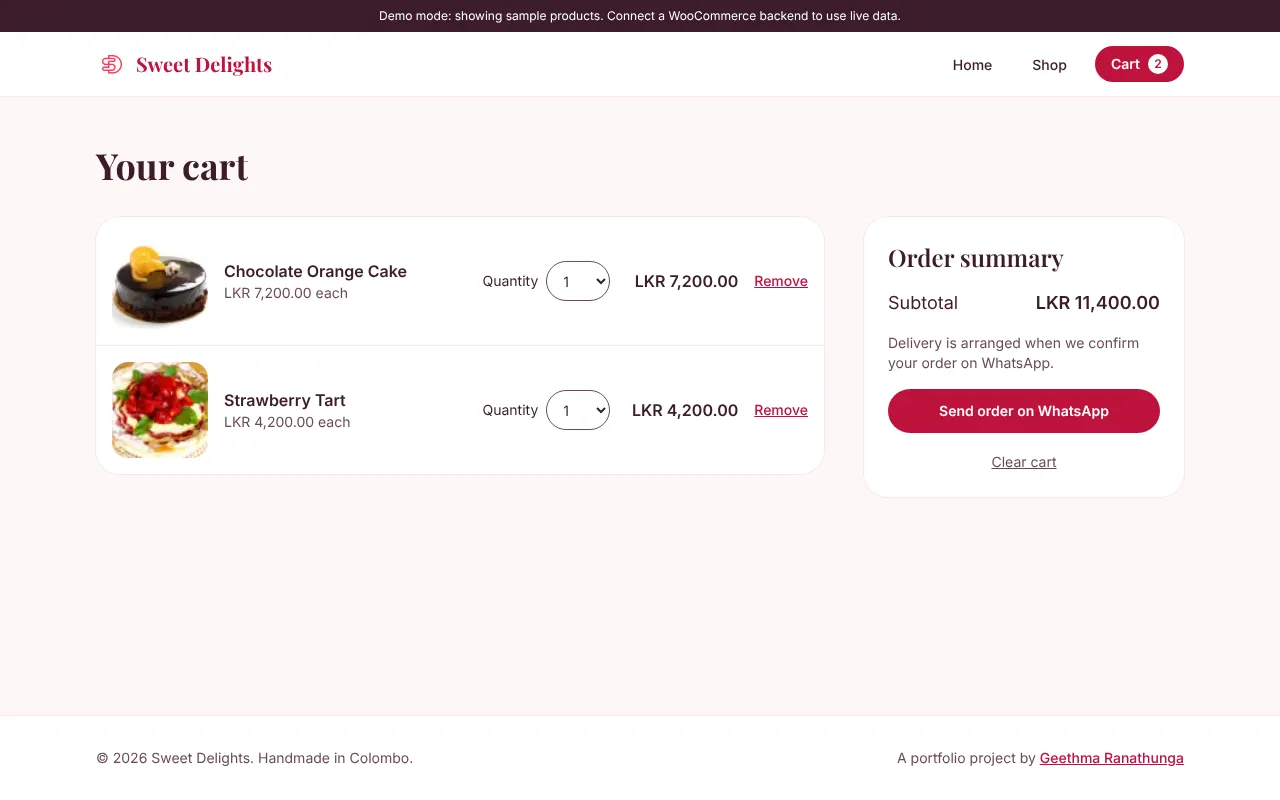 Demo mode: showing sample products. Connect a WooCommerce backend to use live data.
Sweet Delights
Home
Shop
Cart 2
Your cart
Chocolate Orange Cake
LKR 7,200.00 each
Quantity
1
LKR 7,200.00
Remove
Strawberry Tart
LKR 4,200.00 each
Quantity
1
LKR 4,200.00
Remove
Order summary
Subtotal LKR 11,400.00
Delivery is arranged when we confirm
your order on WhatsApp.
Send order on WhatsApp
Clear cart
© 2026 Sweet Delights. Handmade in Colombo.
A portfolio project by Geethma Ranathunga